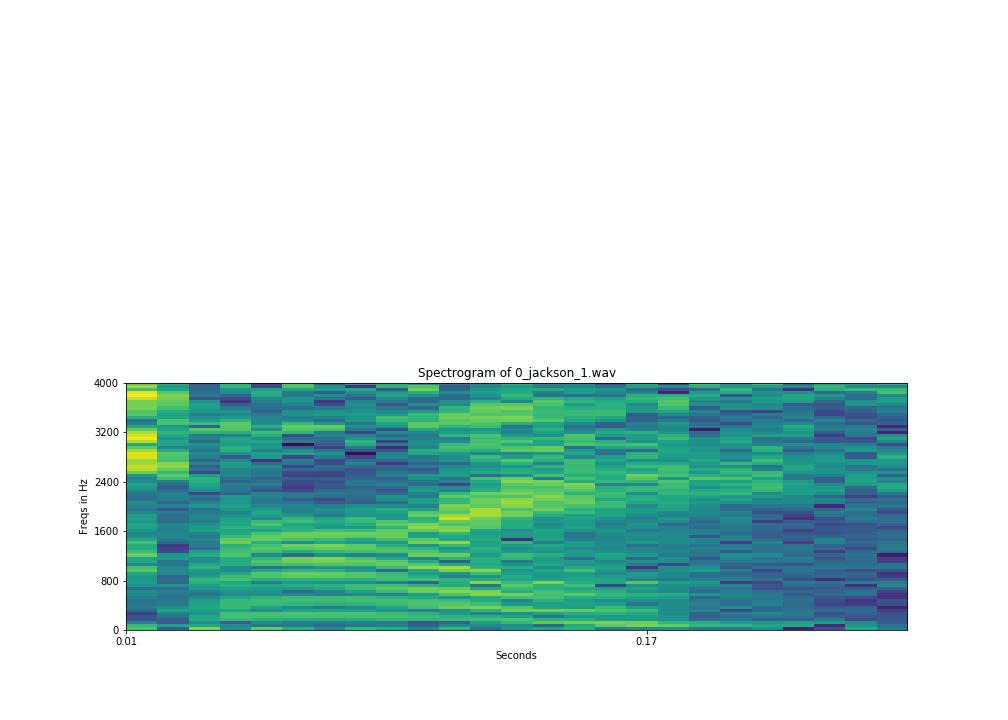 Spectrogram of 0_jackson_1.wav
4000
3200
2400
1600
800
0
Freqs in Hz
0.01 0.17
Seconds